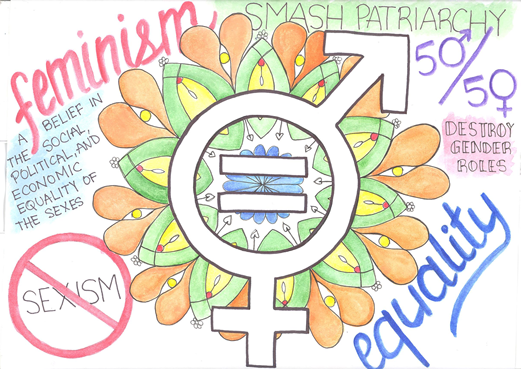 feminism
A BELIEF IN
THE SOCIAL,
POLITICAL, AND
ECONOMIC
EQUALITY OF
THE SEXES
SMASH PATRIARCHY
50/50
DESTROY
GENDER
ROLES
SEXISM
equality